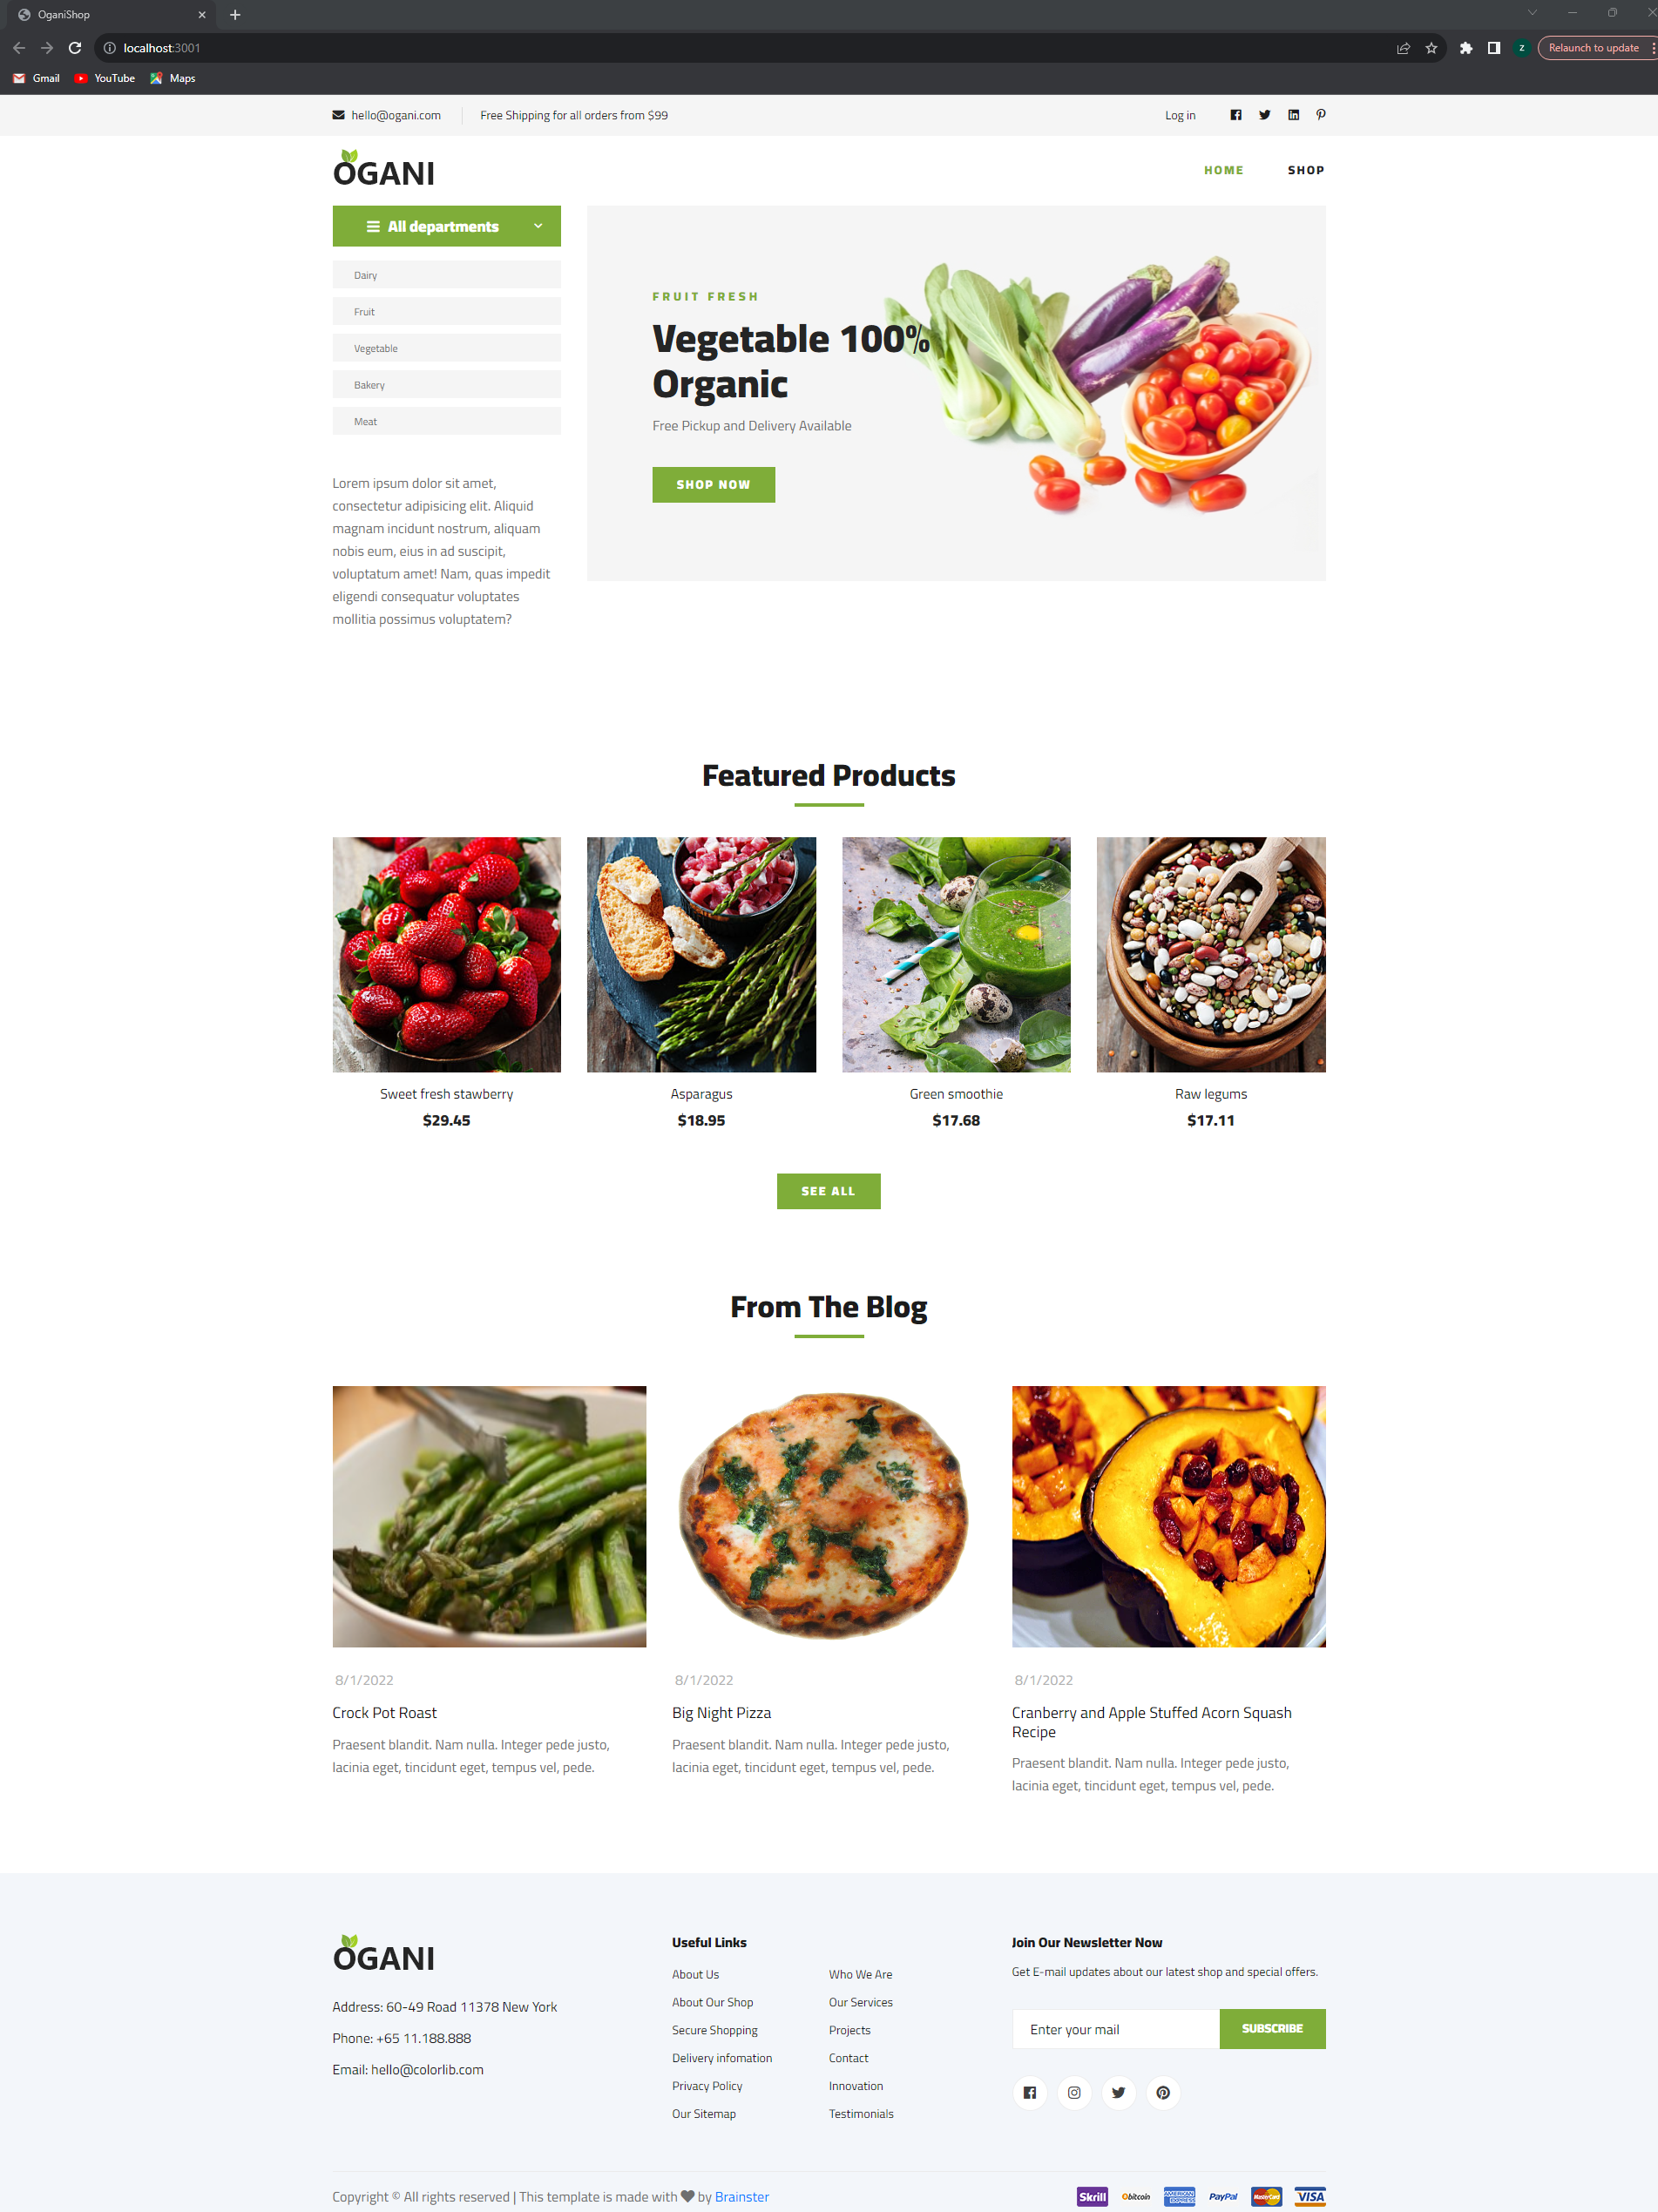 OganiShop
localhost:3001
Z
Relaunch to update
Gmail YouTube Maps
hello@ogani.com Free Shipping for all orders from $99 Log in
OGANI
HOME SHOP
All departments
Dairy
Fruit
Vegetable
Bakery
Meat
Lorem ipsum dolor sit amet,
consectetur adipisicing elit. Aliquid
magnam incidunt nostrum, aliquam
nobis eum, eius in ad suscipit,
voluptatum amet! Nam, quas impedit
eligendi consequatur voluptates
mollitia possimus voluptatem?
FRUIT FRESH
Vegetable 100%
Organic
Free Pickup and Delivery Available
SHOP NOW
Featured Products
Sweet fresh stawberry
$29.45
Asparagus
$18.95
Green smoothie
$17.68
Raw legums
$17.11
SEE ALL
From The Blog
8/1/2022
Crock Pot Roast
Praesent blandit. Nam nulla. Integer pede justo,
lacinia eget, tincidunt eget, tempus vel, pede.
8/1/2022
Big Night Pizza
Praesent blandit. Nam nulla. Integer pede justo,
lacinia eget, tincidunt eget, tempus vel, pede.
8/1/2022
Cranberry and Apple Stuffed Acorn Squash
Recipe
Praesent blandit. Nam nulla. Integer pede justo,
lacinia eget, tincidunt eget, tempus vel, pede.
OGANI
Address: 60-49 Road 11378 New York
Phone: +65 11.188.888
Email: hello@colorlib.com
Useful Links
About Us
About Our Shop
Secure Shopping
Delivery infomation
Privacy Policy
Our Sitemap
Who We Are
Our Services
Projects
Contact
Innovation
Testimonials
Join Our Newsletter Now
Get E-mail updates about our latest shop and special offers.
Enter your mail SUBSCRIBE
Copyright © All rights reserved | This template is made with by Brainster
Skrill bitcoin AMERICAN EXPRESS PayPal MasterCard VISA